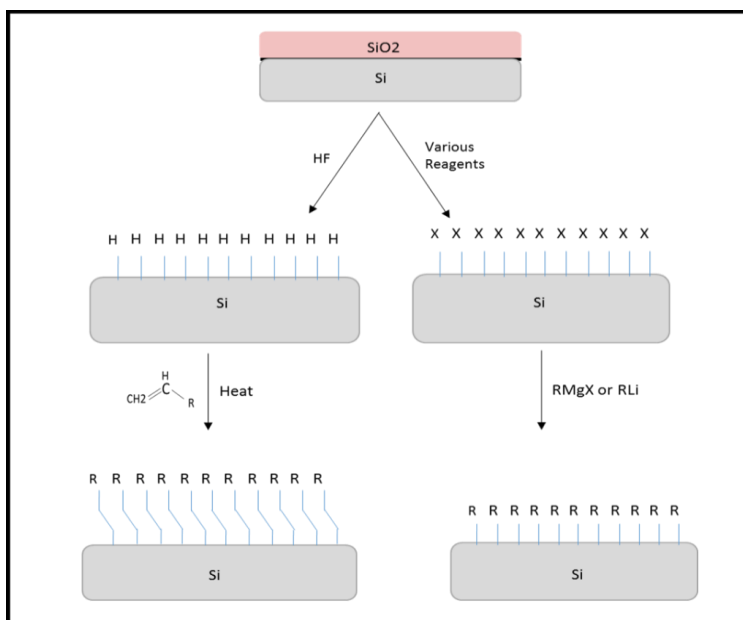 SiO2
Si
HF
Various
Reagents
H H H H H H H H H H H
X X X X X X X X X X X
Si
Si
H
CH2 C R
Heat
RMgX or RLi
R R R R R R R R R R R
R R R R R R R R R R R
Si
Si